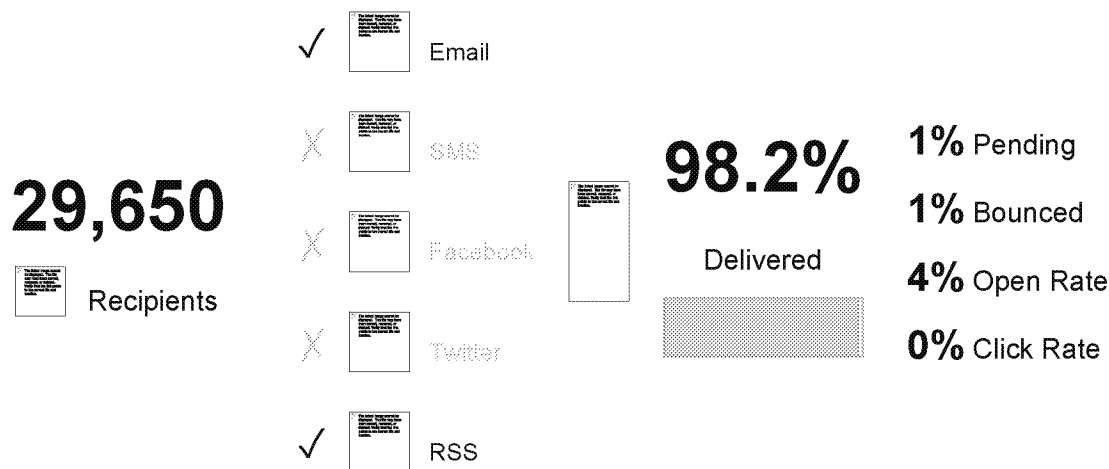 29,650
Recipients
✓ Email
X SMS
X Facebook
X Twitter
✓ RSS
98.2%
Delivered
1% Pending
1% Bounced
4% Open Rate
0% Click Rate